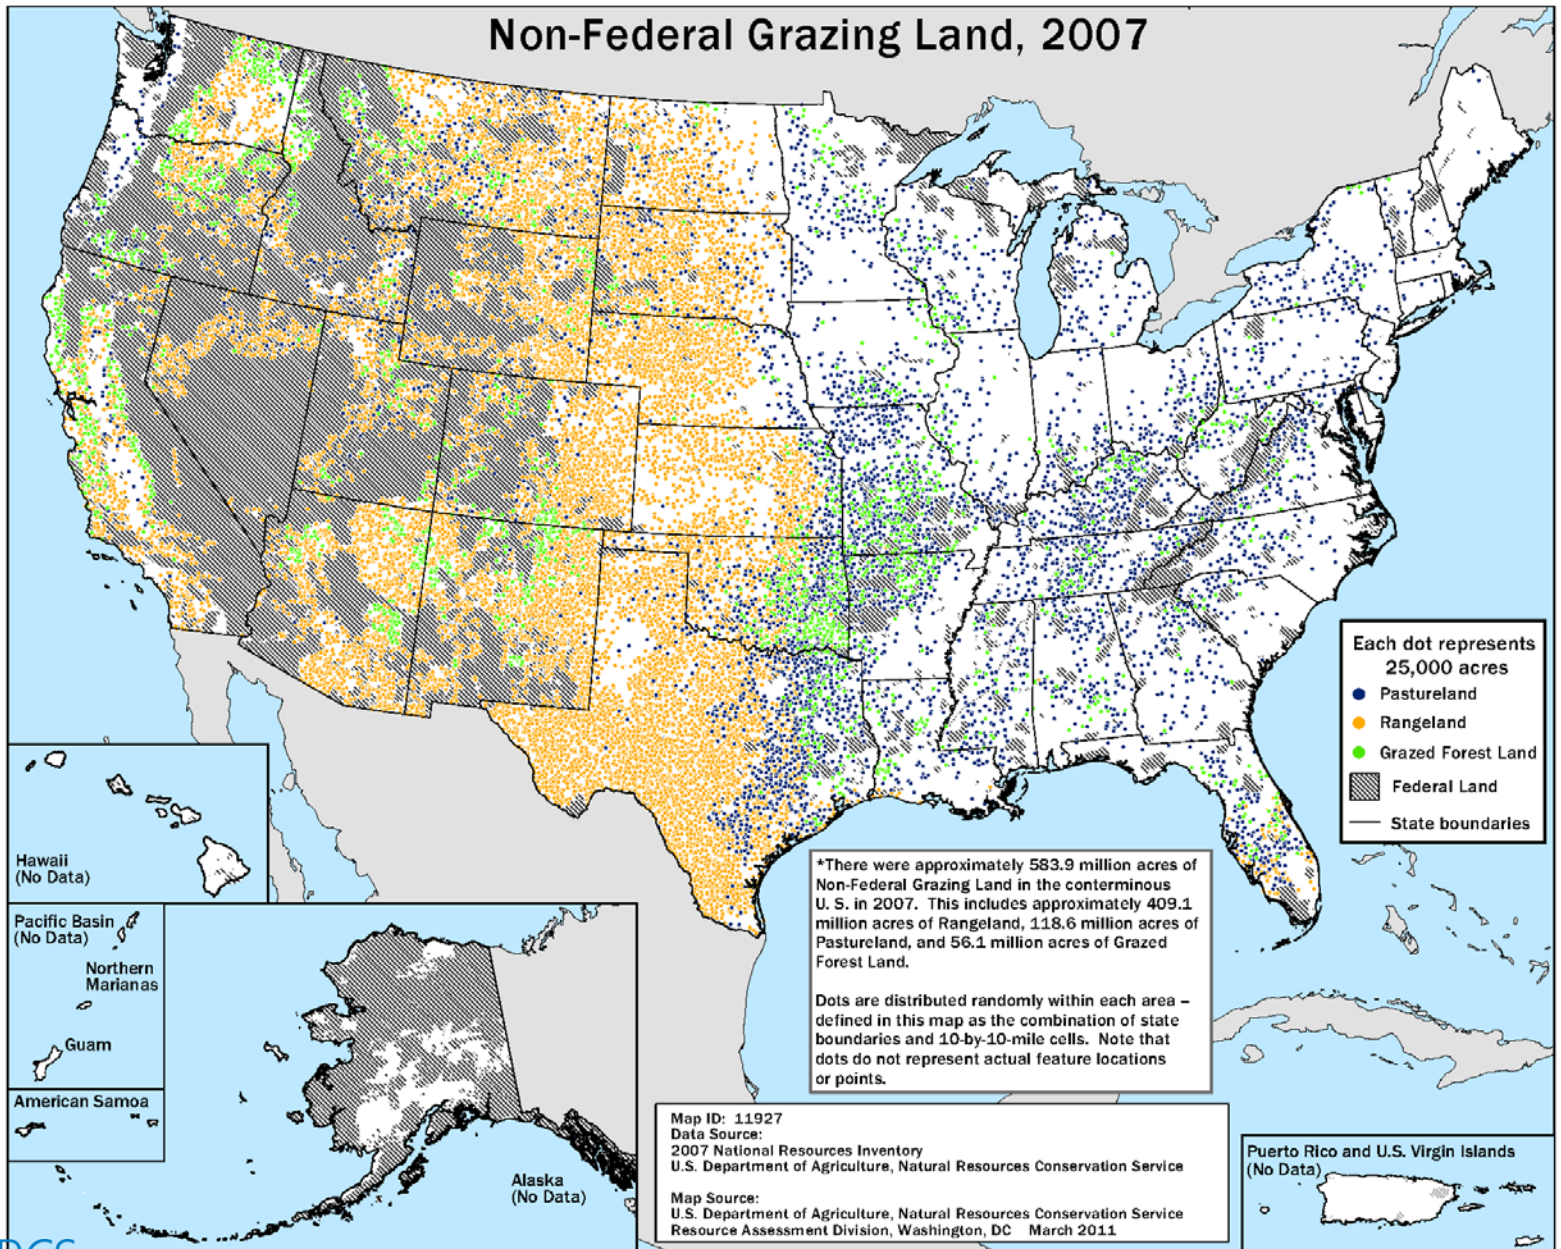 Non-Federal Grazing Land, 2007
Each dot represents
25,000 acres
Pastureland
Rangeland
Grazed Forest Land
Federal Land
State boundaries
Hawaii
(No Data)
Pacific Basin
(No Data)
Northern
Marianas
Guam
American Samoa
Alaska
(No Data)
*There were approximately 583.9 million acres of
Non-Federal Grazing Land in the conterminous
U. S. in 2007. This includes approximately 409.1
million acres of Rangeland, 118.6 million acres of
Pastureland, and 56.1 million acres of Grazed
Forest Land.
Dots are distributed randomly within each area –
defined in this map as the combination of state
boundaries and 10-by-10-mile cells. Note that
dots do not represent actual feature locations
or points.
Map ID: 11927
Data Source:
2007 National Resources Inventory
U.S. Department of Agriculture, Natural Resources Conservation Service
Map Source:
U.S. Department of Agriculture, Natural Resources Conservation Service
Resource Assessment Division, Washington, DC March 2011
Puerto Rico and U.S. Virgin Islands
(No Data)